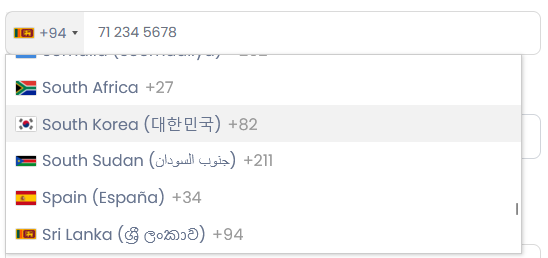 +94 71 234 5678
South Africa +27
South Korea (대한민국) +82
South Sudan (جنوب السودان) +211
Spain (España) +34
Sri Lanka (ශ්‍රී ලංකාව) +94